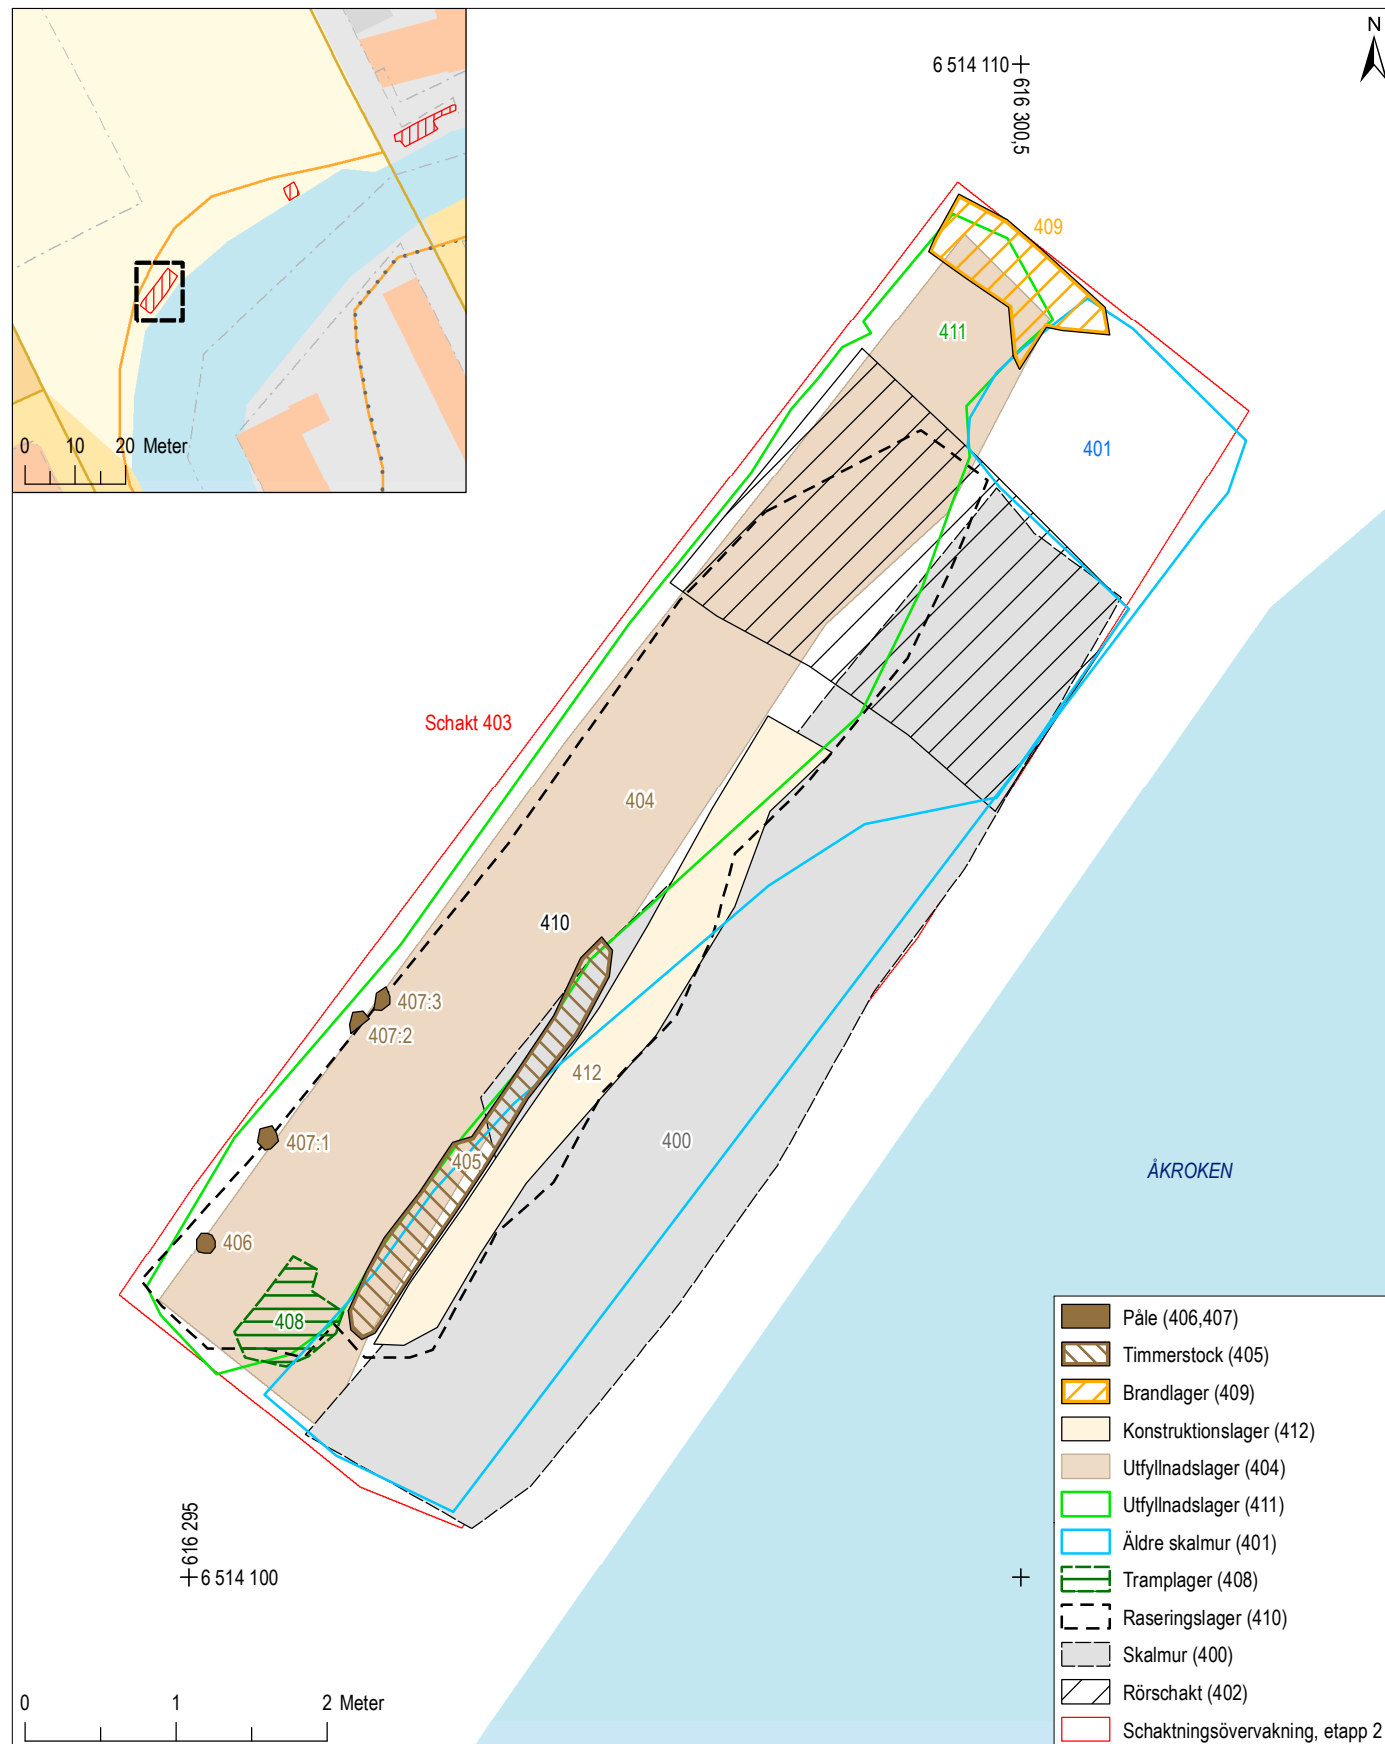 N
6 514 110
616 300,5
0 10 20 Meter
409
411
401
Schakt 403
404
410
407:3
407:2
412
407:1
405
400
ÅKROKEN
406
408
616 295
6 514 100
Påle (406,407)
Timmerstock (405)
Brandlager (409)
Konstruktionslager (412)
Utfyllnadslager (404)
Utfyllnadslager (411)
Äldre skalmur (401)
Tramplager (408)
Raseringslager (410)
Skalmur (400)
Rörschakt (402)
Schaktningsövervakning, etapp 2
0 1 2 Meter